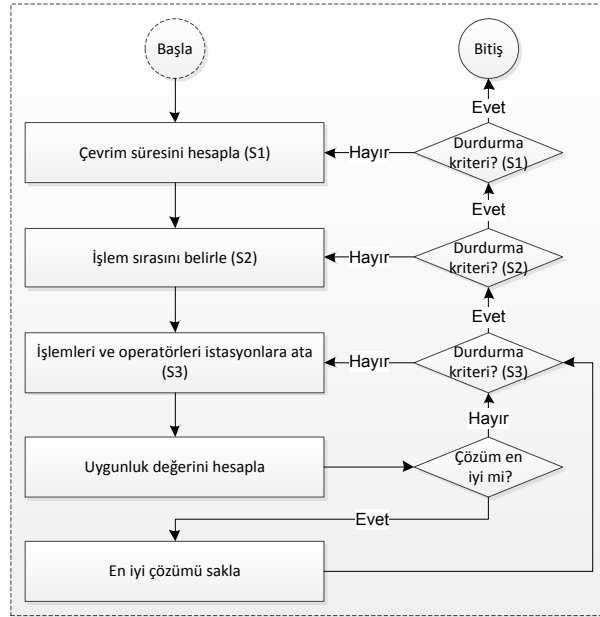 Başla
Bitiş
Evet
Çevrim süresini hesapla (S1)
Hayır
Durdurma
kriteri? (S1)
Evet
İşlem sırasını belirle (S2)
Hayır
Durdurma
kriteri? (S2)
Evet
İşlemleri ve operatörleri istasyonlara ata
(S3)
Hayır
Durdurma
kriteri? (S3)
Hayır
Uygunluk değerini hesapla
Çözüm en
iyi mi?
Evet
En iyi çözümü sakla